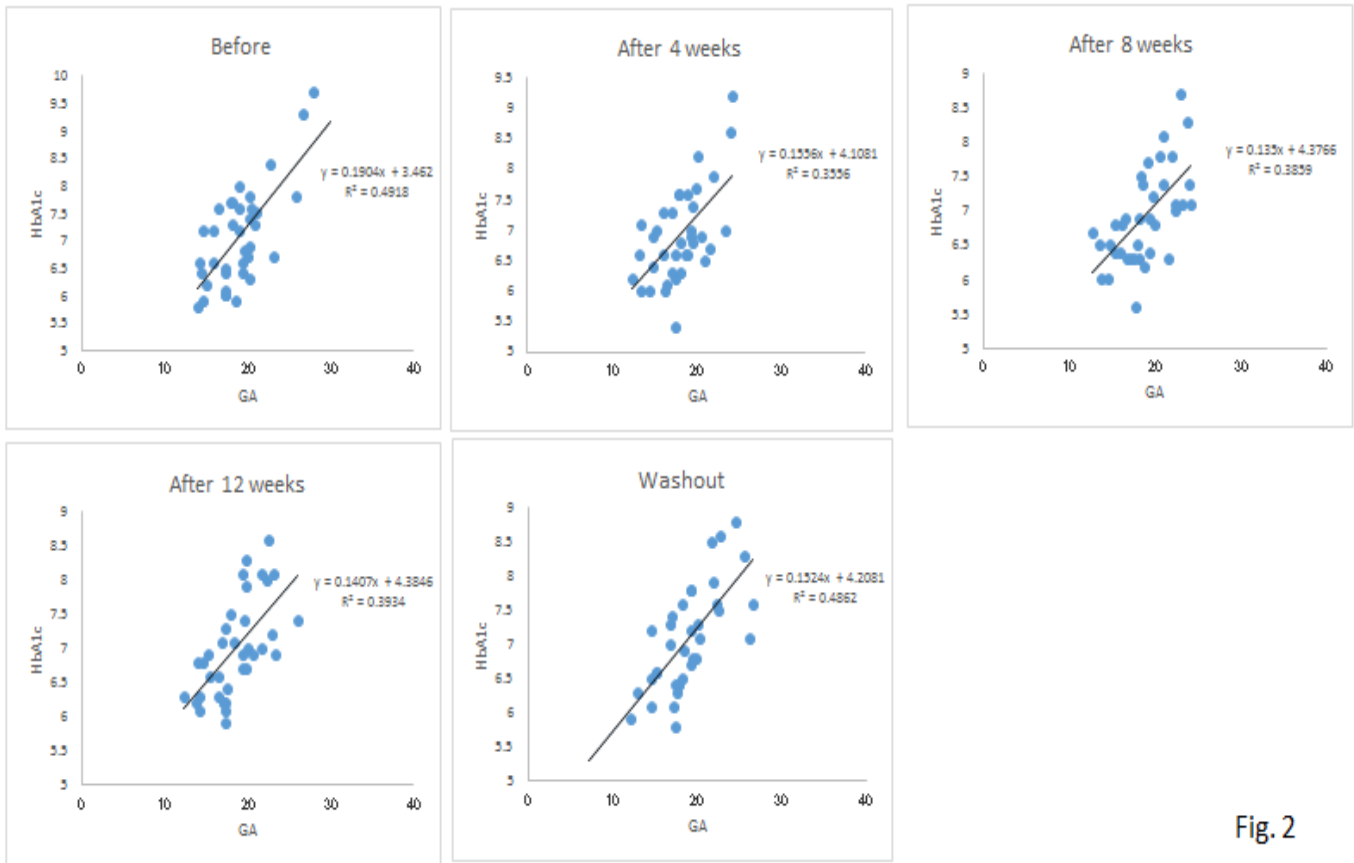 Before
10
9.5
9
8.5
8
7.5
7
6.5
6
5.5
5
HbA1c
y = 0.1904x + 3.462
R² = 0.4918
0 10 20 30 40
GA
After 4 weeks
9.5
9
8.5
8
7.5
7
6.5
6
5.5
5
HbA1c
y = 0.1556x + 4.1081
R² = 0.3556
0 10 20 30 40
GA
After 8 weeks
9
8.5
8
7.5
7
6.5
6
5.5
5
HbA1c
y = 0.135x + 4.3766
R² = 0.3859
0 10 20 30 40
GA
After 12 weeks
9
8.5
8
7.5
7
6.5
6
5.5
5
HbA1c
y = 0.1407x + 4.3846
R² = 0.3934
0 10 20 30 40
GA
Washout
9
8.5
8
7.5
7
6.5
6
5.5
5
HbA1c
y = 0.1524x + 4.2081
R² = 0.4862
0 10 20 30 40
GA
Fig. 2